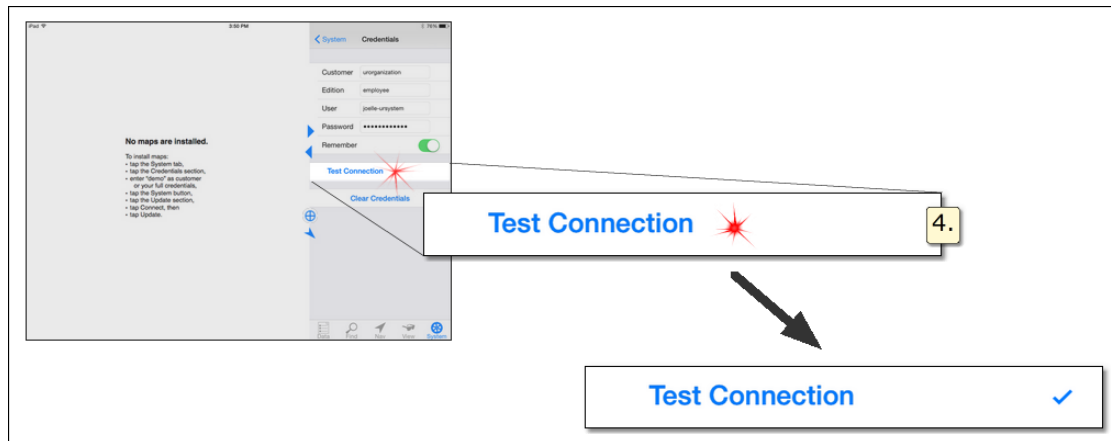 iPad 3:50 PM 76%
System Credentials
Customer urorganization
Edition employee
User joelle-ursystem
Password ••••••••••••
Remember
No maps are installed.
To install maps:
• tap the System tab,
• tap the Credentials section,
• enter "demo" as customer
or your full credentials,
• tap the System button,
• tap the Update section,
• tap Connect, then
• tap Update.
Test Connection
Clear Credentials
Test Connection 4.
Data Find Nav View System
Test Connection